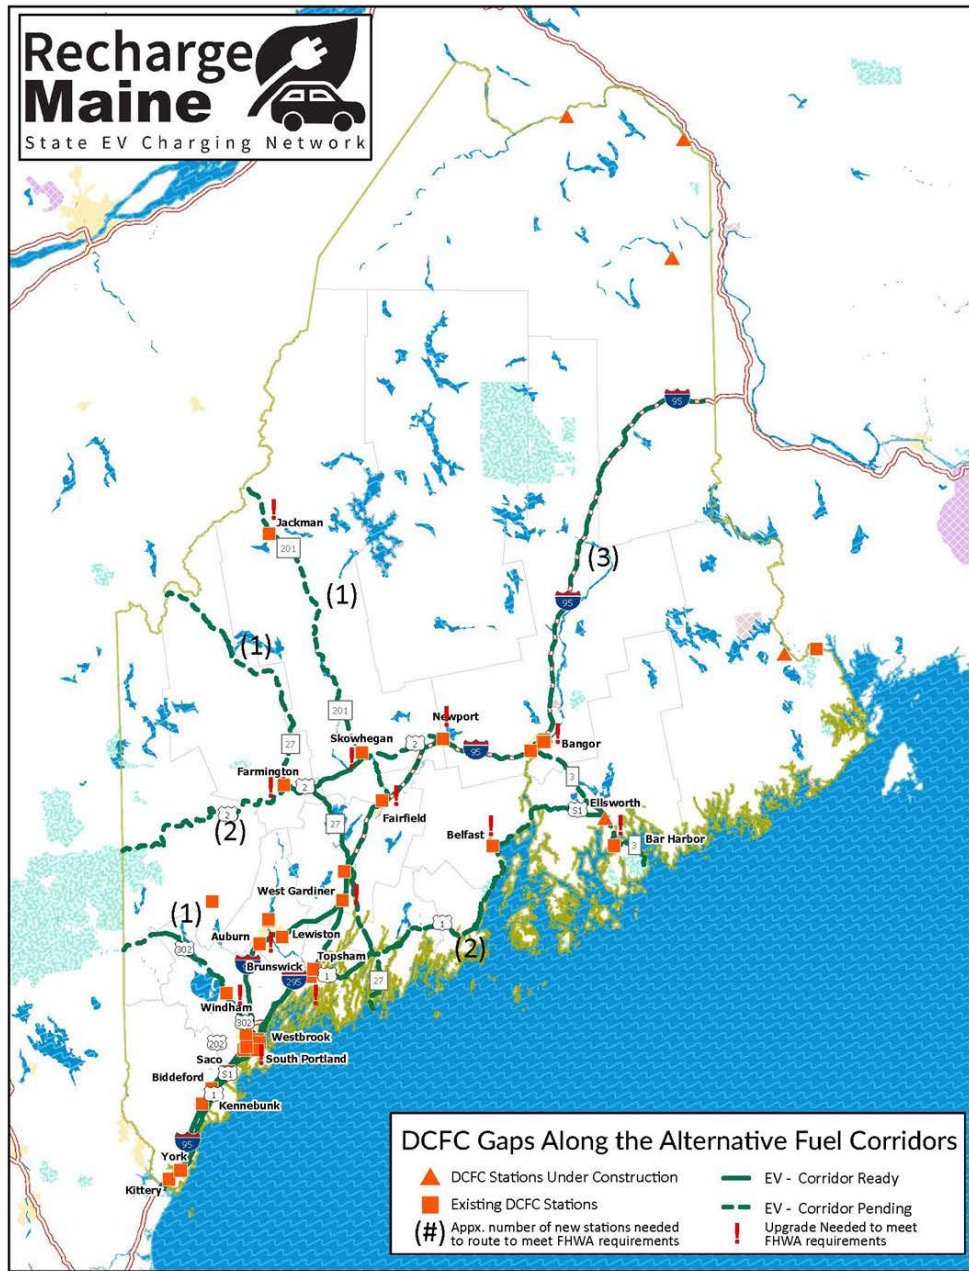 Recharge
Maine
State EV Charging Network
95
Jackman
201
(3)
(1)
95
(1)
201
Newport
Skowhegan
2
27
95
Bangor
Farmington
2
3
Ellsworth
S1
2
27
Fairfield
(2)
Belfast
Bar Harbor
3
West Gardiner
(1)
1
302
Auburn
Lewiston
(2)
Brunswick
Topsham
1
295
27
Windham
302
202
Westbrook
Saco
South Portland
S1
Biddeford
1
Kennebunk
95
York
Kittery
DCFC Gaps Along the Alternative Fuel Corridors
DCFC Stations Under Construction
EV - Corridor Ready
Existing DCFC Stations
EV - Corridor Pending
(#) Appx. number of new stations needed
to route to meet FHWA requirements
! Upgrade Needed to meet
FHWA requirements